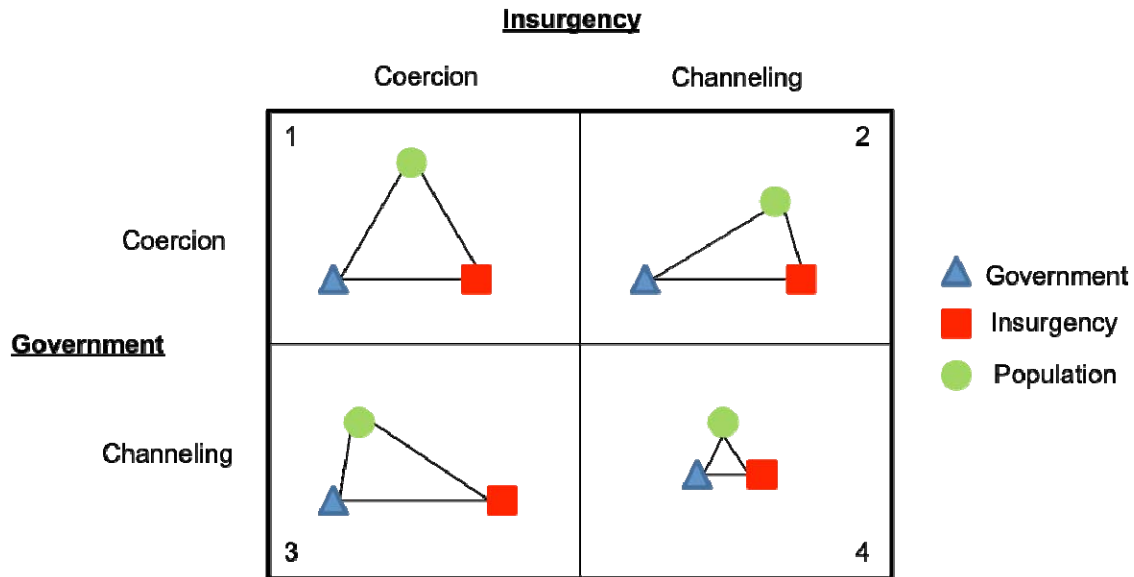 Insurgency
Coercion Channeling
1 2
Coercion
Government
Insurgency
Government
Population
Channeling
3 4